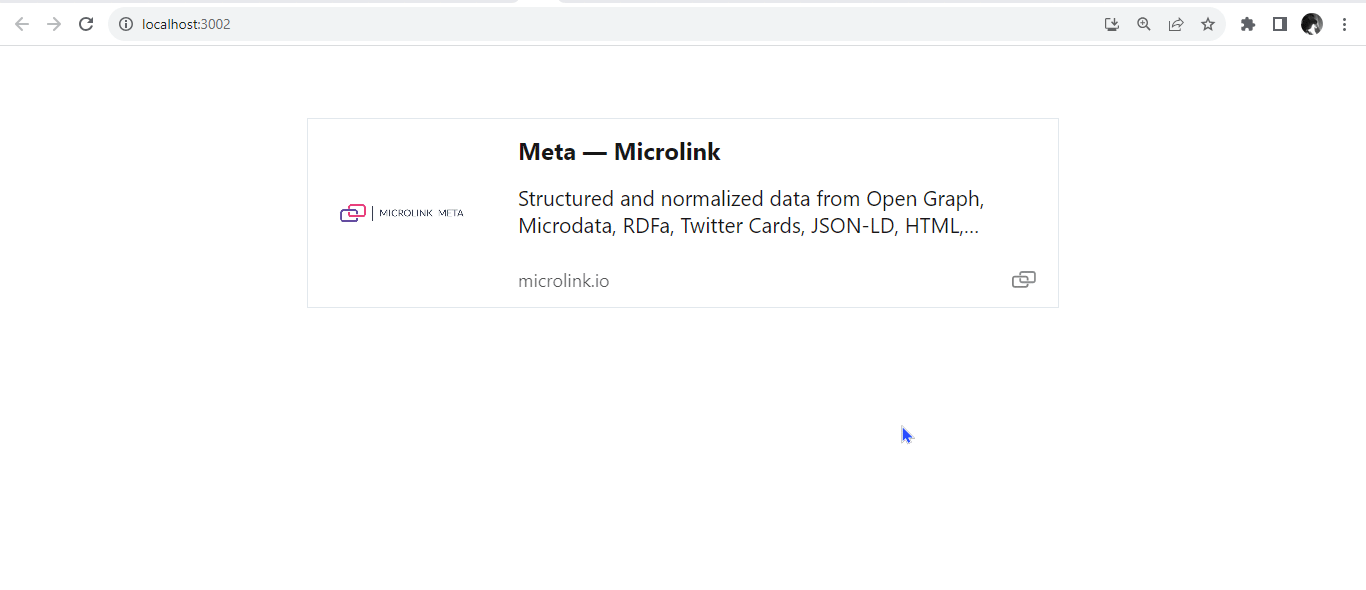 localhost:3002
Meta — Microlink
Structured and normalized data from Open Graph,
Microdata, RDFa, Twitter Cards, JSON-LD, HTML,...
MICROLINK META
microlink.io